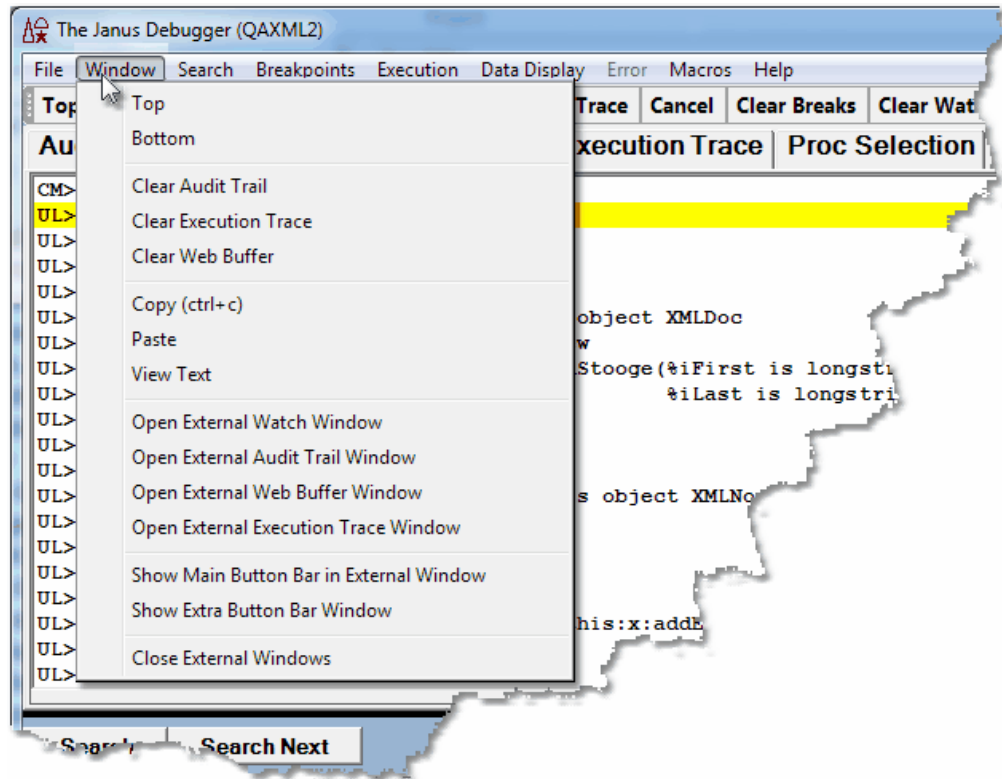 The Janus Debugger (QAXML2)
File Window Search Breakpoints Execution Data Display Error Macros Help
Top Trace Cancel Clear Breaks Clear Wat
Au xecution Trace Proc Selection
Top
Bottom
Clear Audit Trail
Clear Execution Trace
Clear Web Buffer
Copy (ctrl+c)
Paste
View Text
Open External Watch Window
Open External Audit Trail Window
Open External Web Buffer Window
Open External Execution Trace Window
Show Main Button Bar in External Window
Show Extra Button Bar Window
Close External Windows
CM>
UL>
UL>
UL>
UL>
UL> object XMLDoc
UL> w
UL> Stooge(%iFirst is longstri
UL> %iLast is longstri
UL>
UL>
UL>
UL> s object XMLNo
UL>
UL>
UL>
UL>
UL> his:x:addE
UL>
UL>
Search Search Next